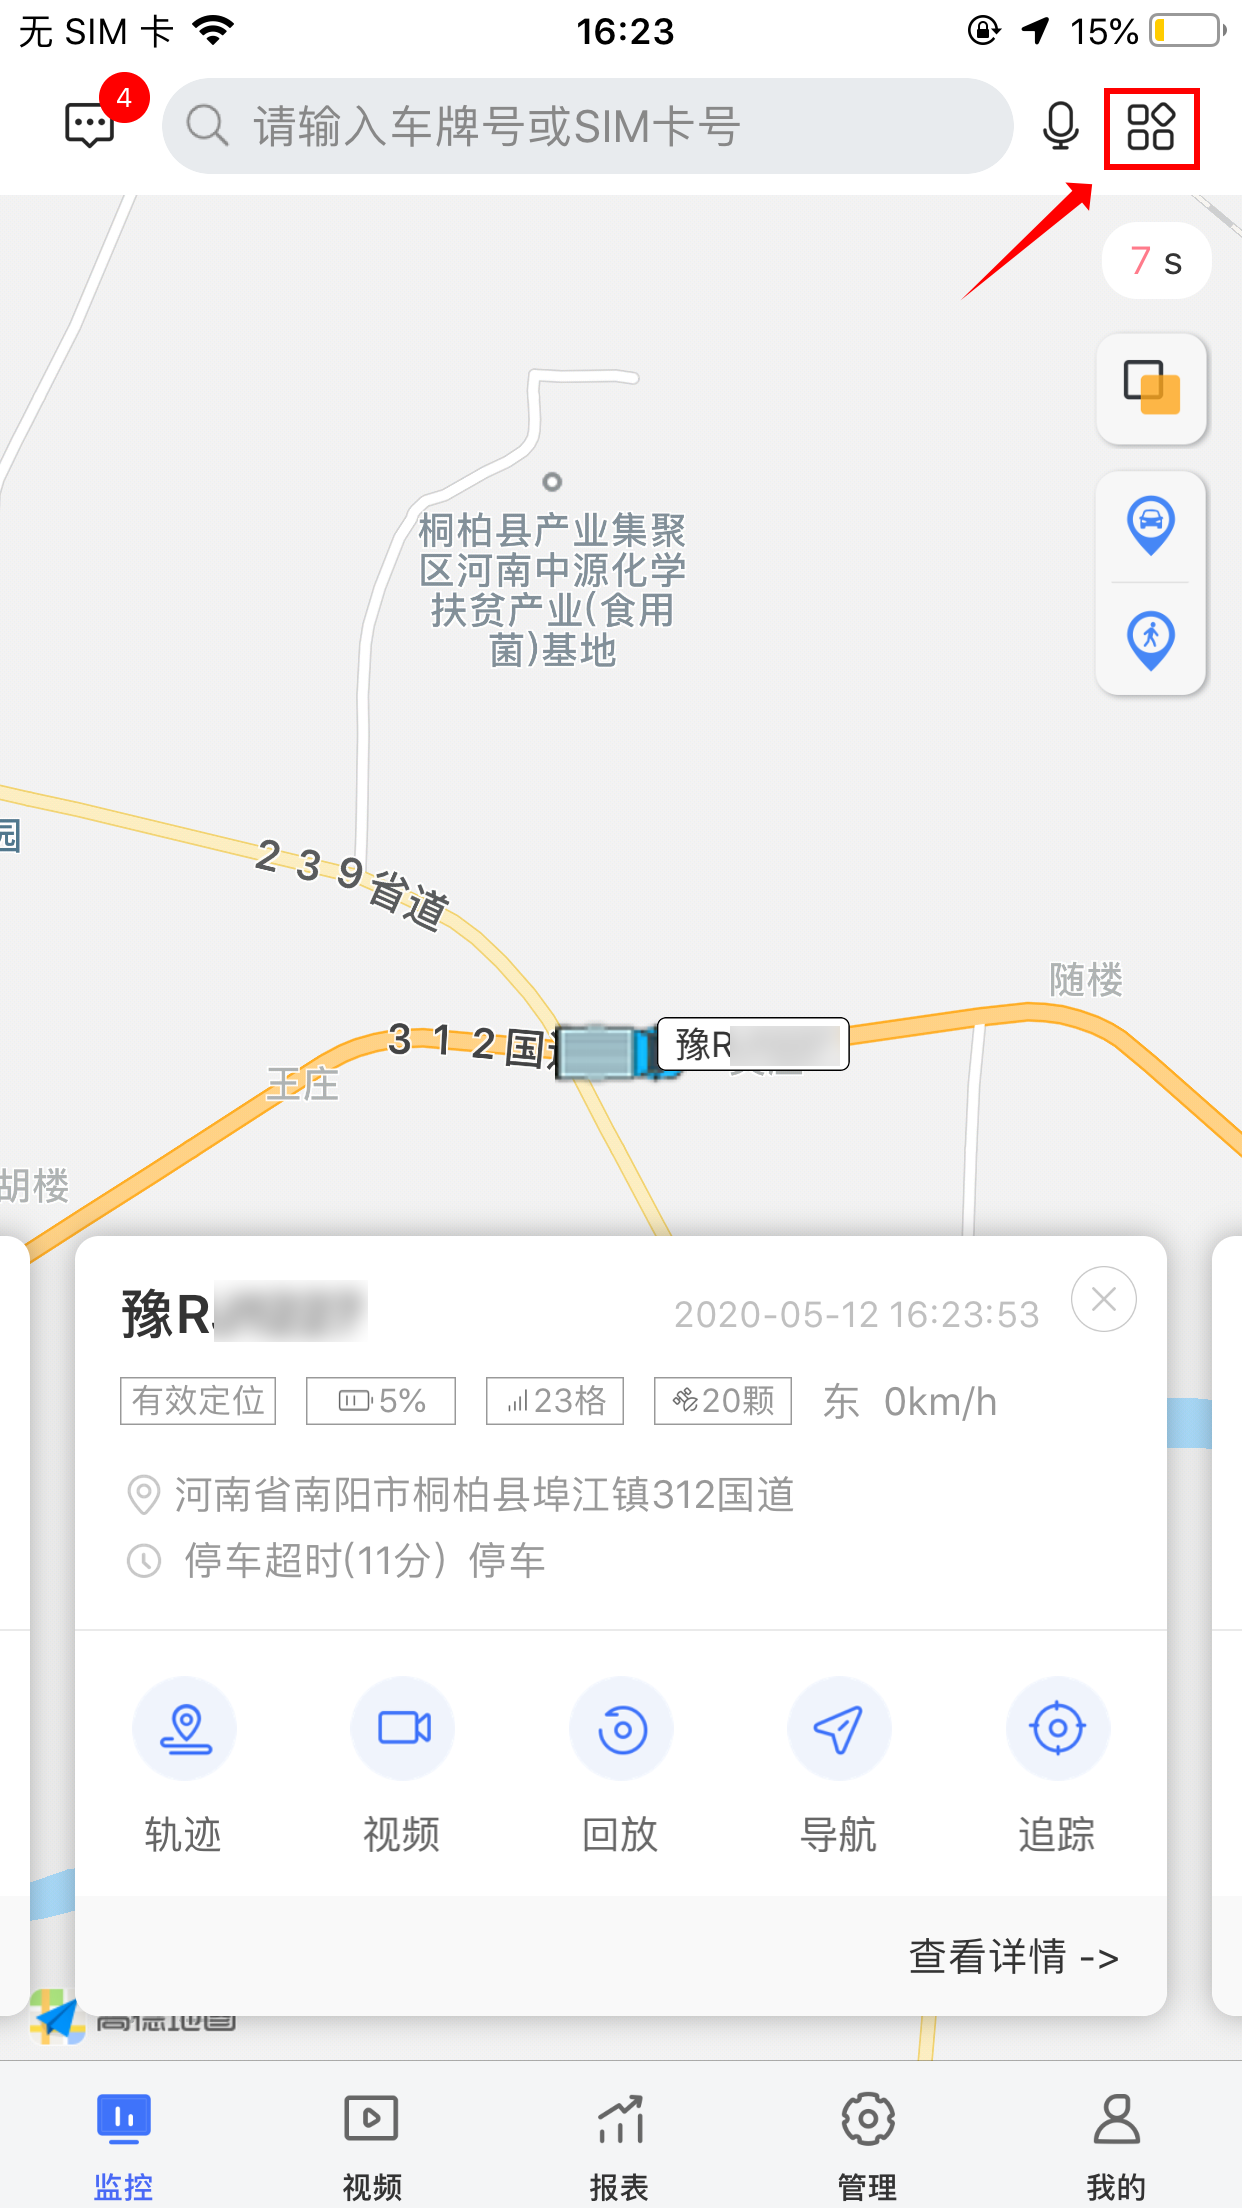 无 SIM 卡
16:23
15%
4
请输入车牌号或SIM卡号
7 s
桐柏县产业集聚
区河南中源化学
扶贫产业(食用
菌)基地
园
239省道
随楼
312国道
豫R
王庄
胡楼
豫R
2020-05-12 16:23:53
有效定位
5%
23格
20颗
东 0km/h
河南省南阳市桐柏县埠江镇312国道
停车超时(11分) 停车
轨迹
视频
回放
导航
追踪
查看详情 ->
高德地图
监控
视频
报表
管理
我的